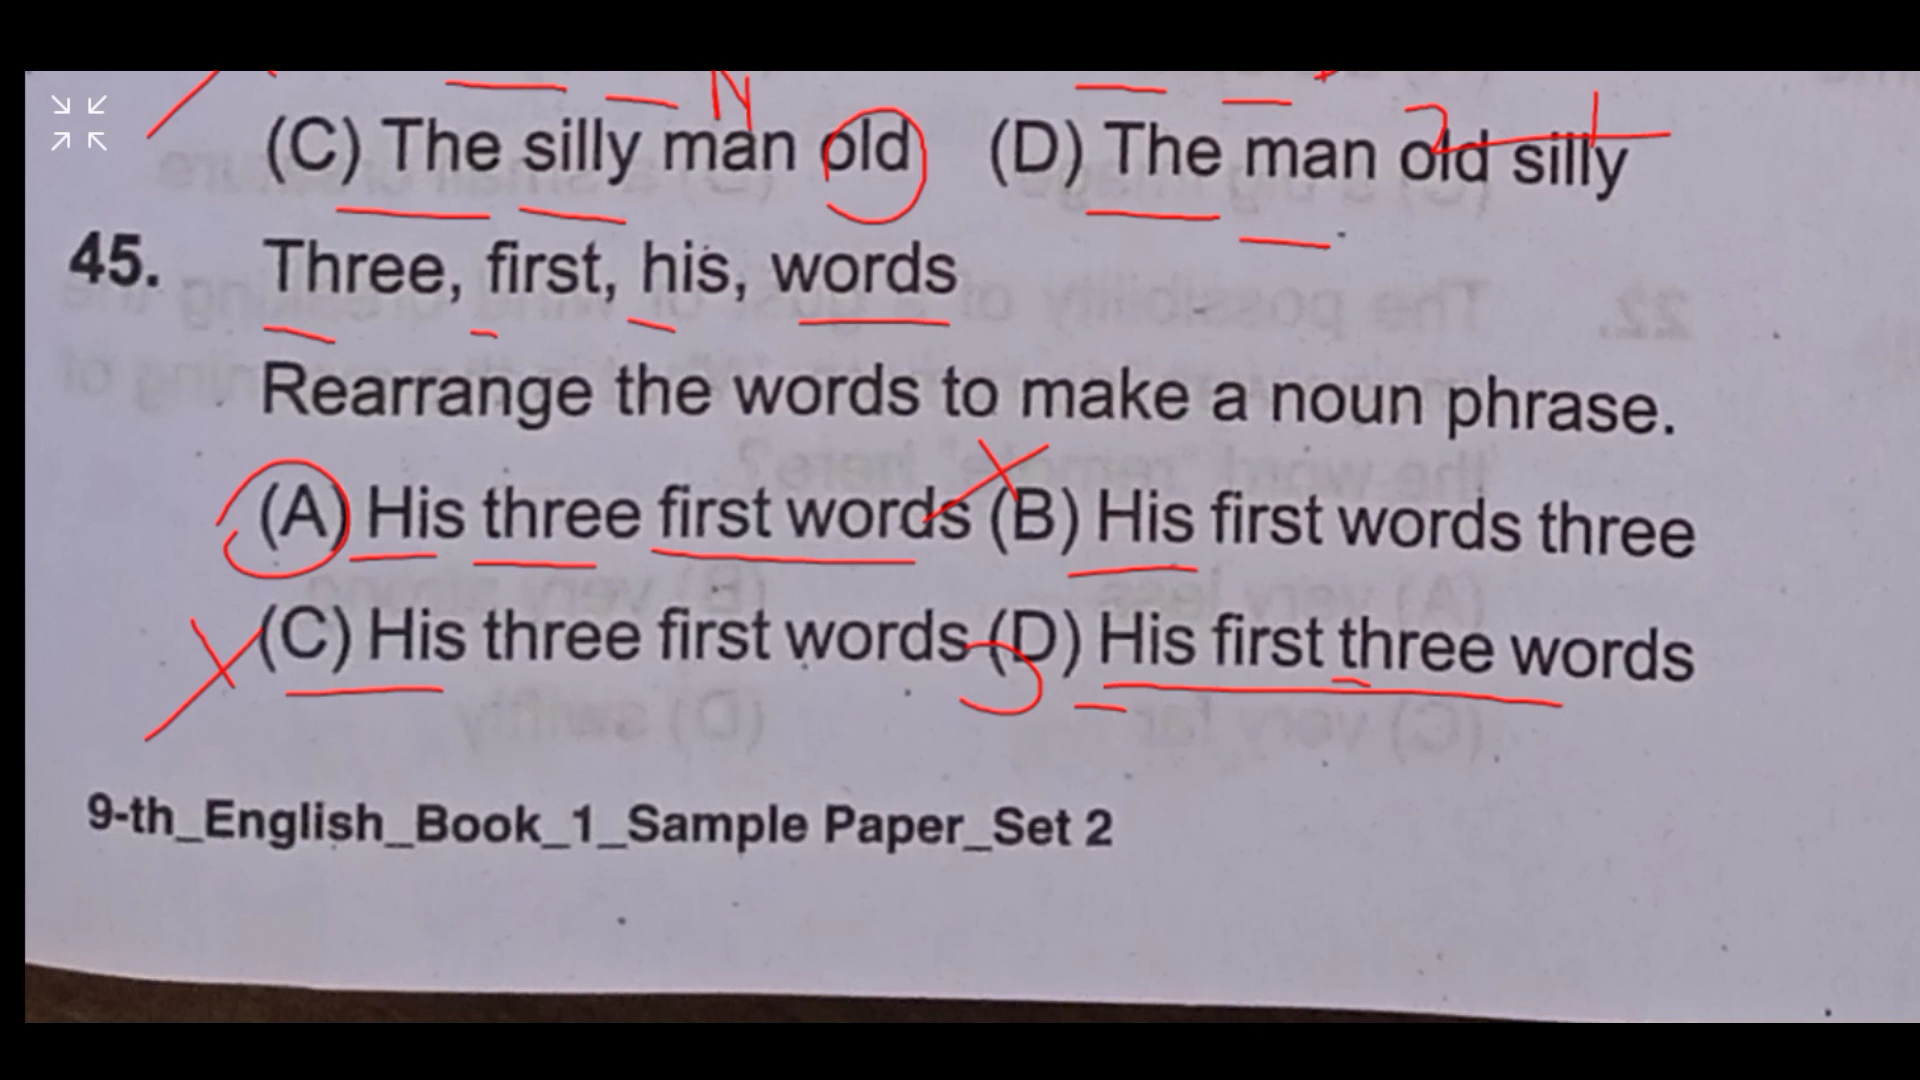 (C) The silly man old (D) The man old silly
45. Three, first, his, words
Rearrange the words to make a noun phrase.
(A) His three first words (B) His first words three
(C) His three first words (D) His first three words
9-th_English_Book_1_Sample Paper_Set 2